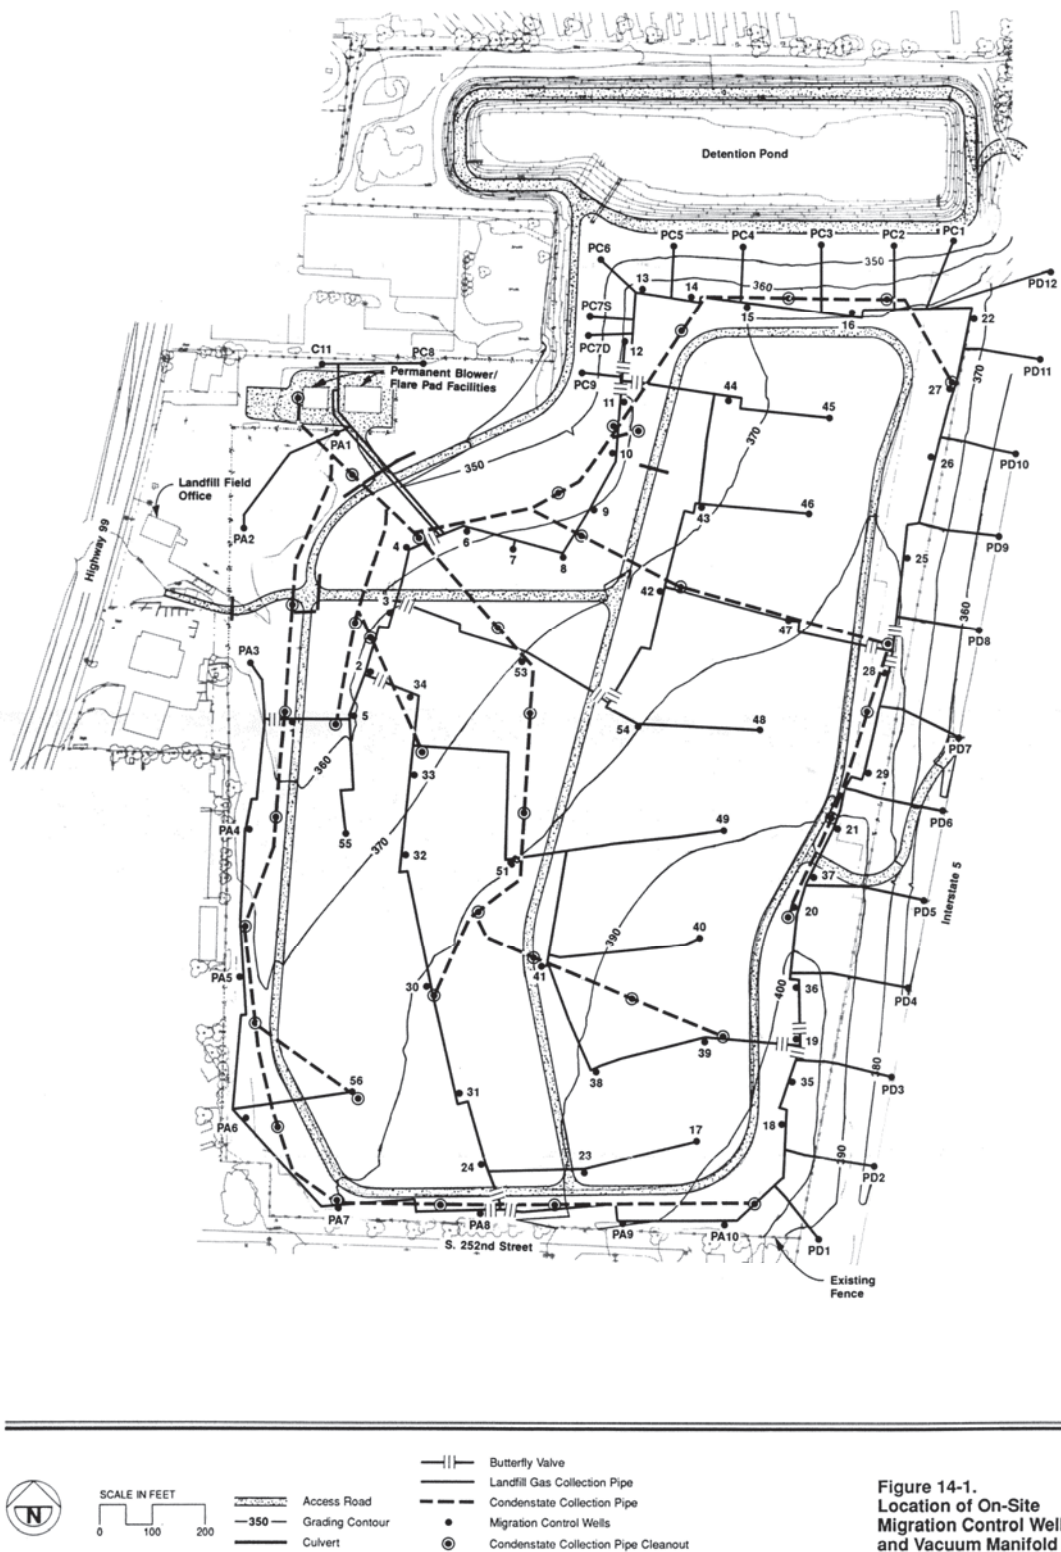 Detention Pond
PC5
PC4
PC3
PC2
PC1
PC6
350
PD12
13
14
360
15
16
22
PC7S
12
PC7D
C11
PC8
PD11
370
Permanent Blower/
Flare Pad Facilities
PC9
27
44
11
45
370
PA1
10
26
PD10
350
Landfill Field
Office
46
9
43
PA2
6
4
7
8
PD9
Highway 99
25
42
360
3
47
PD8
PA3
2
53
28
34
5
1
54
48
PD7
360
33
29
PD6
PA4
49
21
55
370
32
51
37
20
PD5
Interstate 5
40
390
PA5
41
30
36
400
PD4
19
39
38
380
56
35
PD3
31
PA6
18
17
390
24
23
PD2
PA7
PA8
PA9
PA10
PD1
S. 252nd Street
Existing
Fence
N
SCALE IN FEET
0 100 200
Access Road
350 Grading Contour
Culvert
Butterfly Valve
Landfill Gas Collection Pipe
Condenstate Collection Pipe
Migration Control Wells
Condenstate Collection Pipe Cleanout
Figure 14-1.
Location of On-Site
Migration Control Wel
and Vacuum Manifold